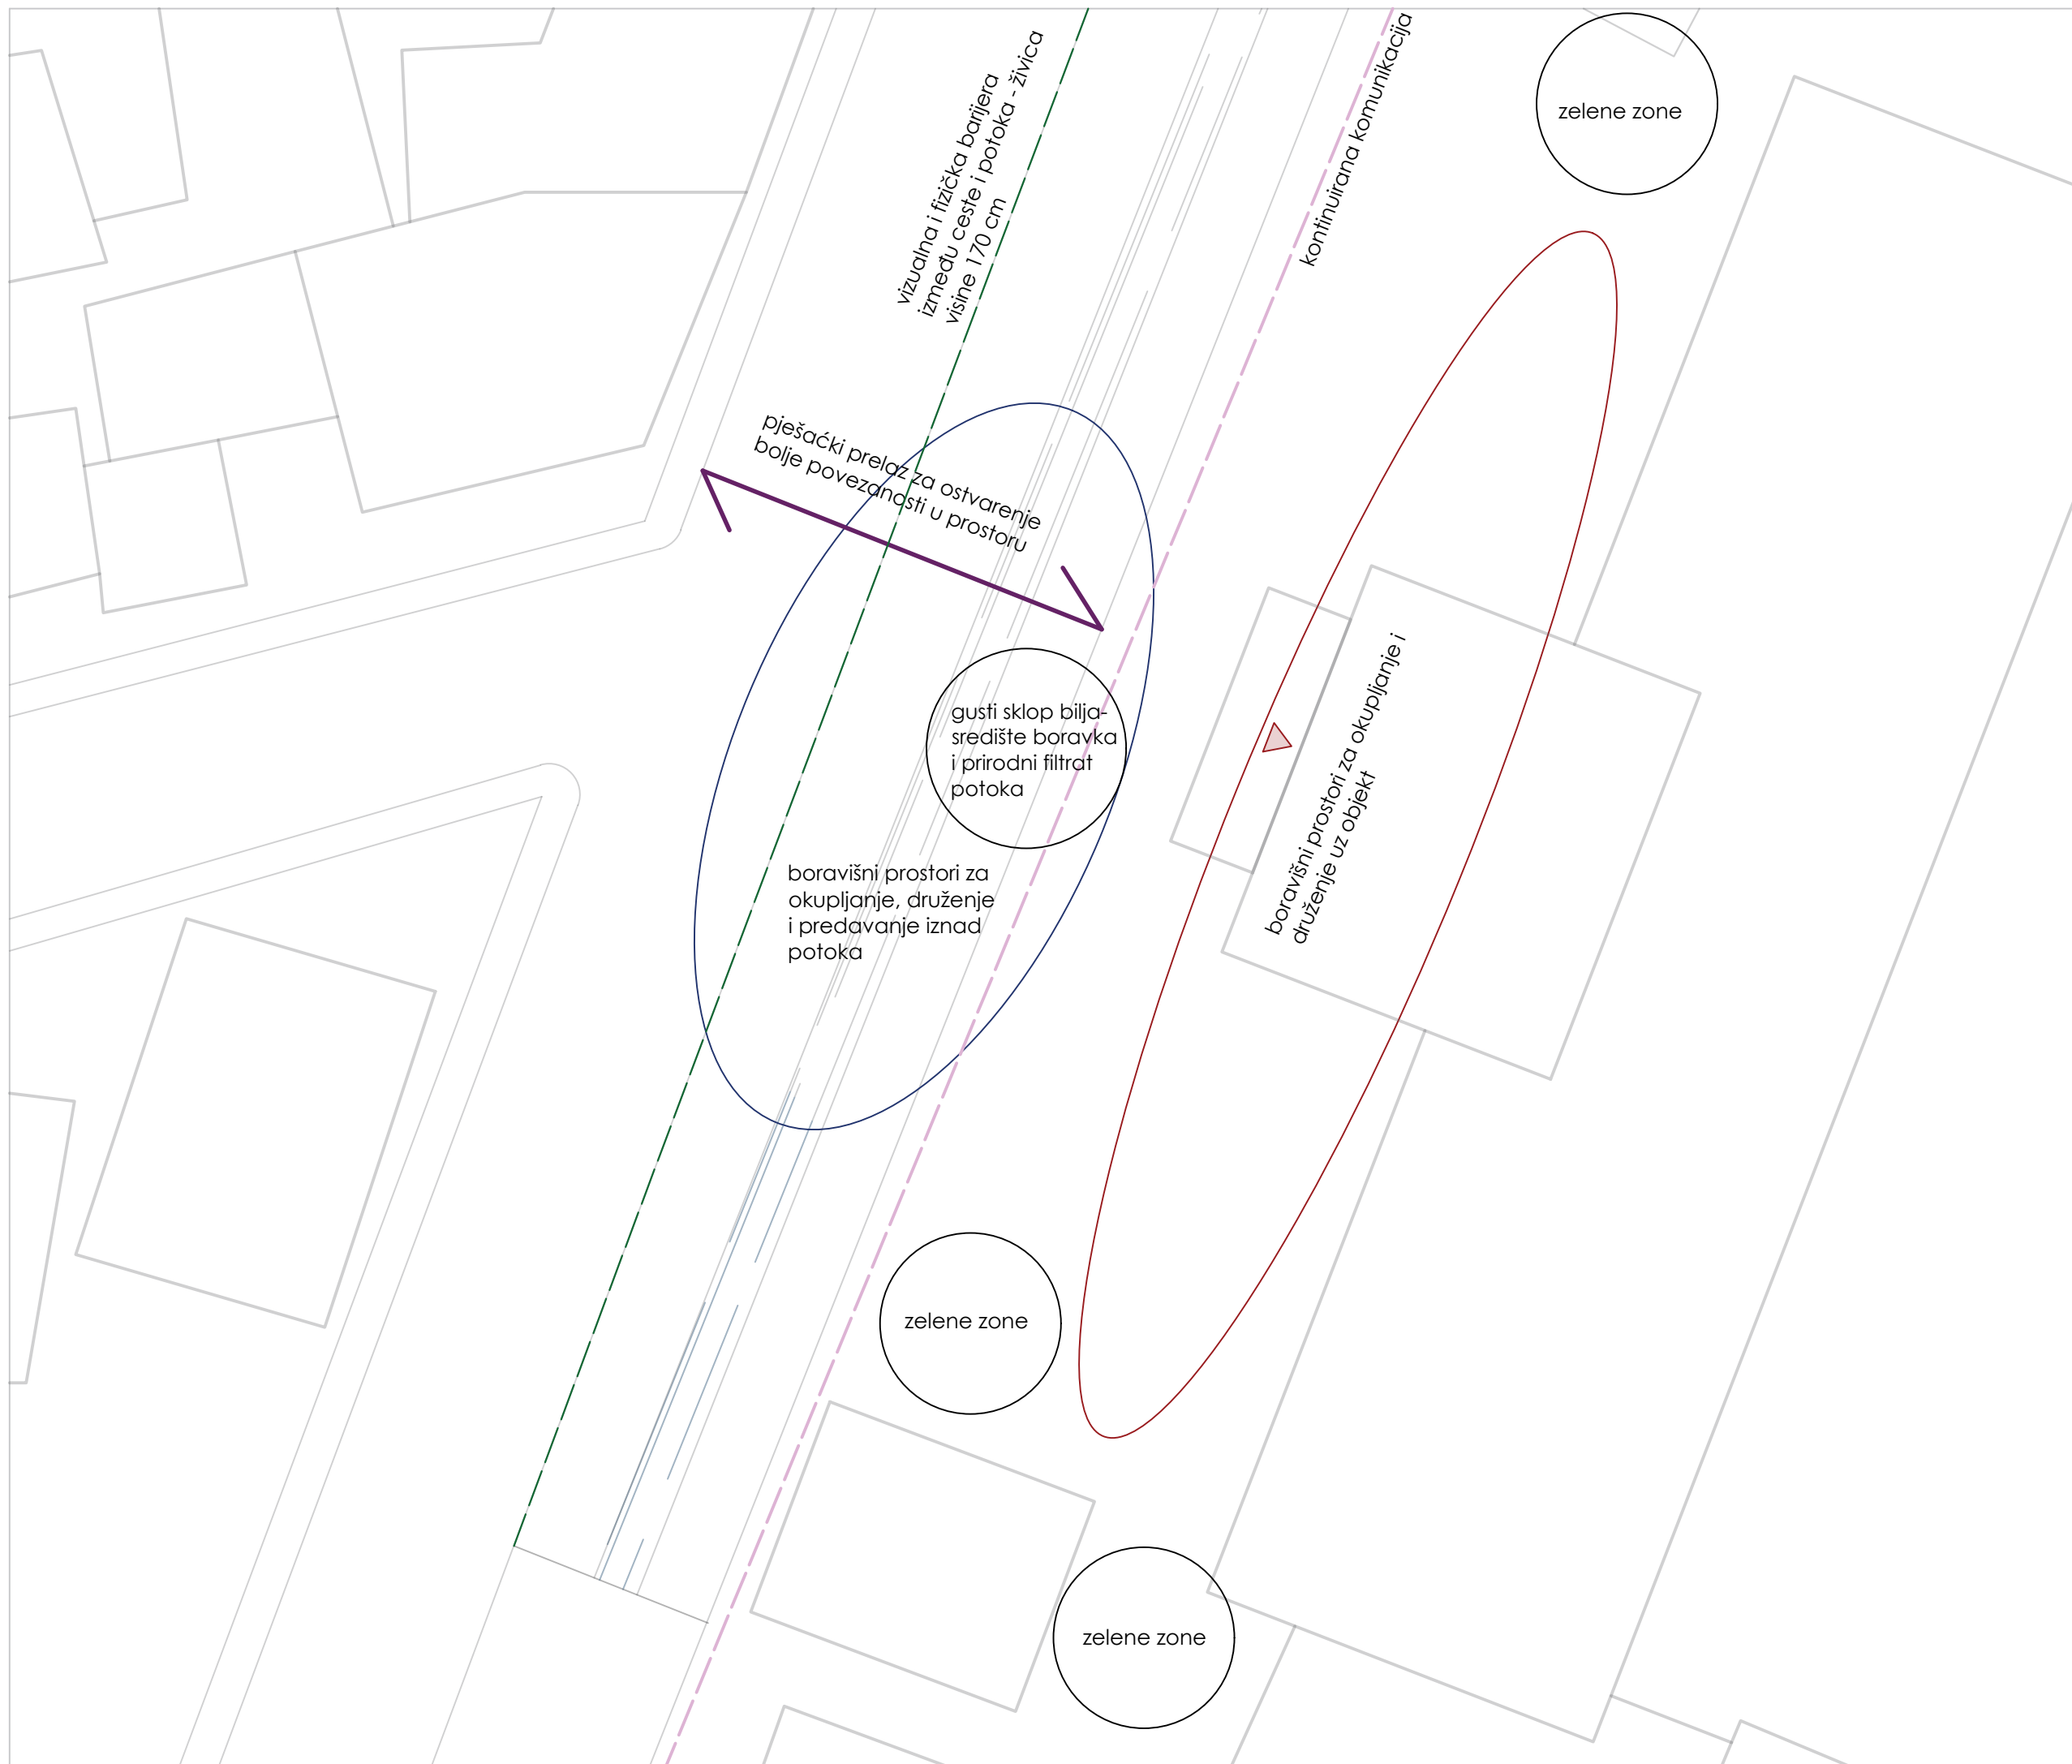 vizualna i fizička barijera
između ceste i potoka - živica
visine 170 cm
kontinuirana komunikacija
zelene zone
pješaćki prelaz za ostvarenje
bolje povezanosti u prostoru
gusti sklop bilja-
središte boravka
i prirodni filtrat
potoka
boravišni prostori za okupljanje i
druženje uz objekt
boravišni prostori za
okupljanje, druženje
i predavanje iznad
potoka
zelene zone
zelene zone